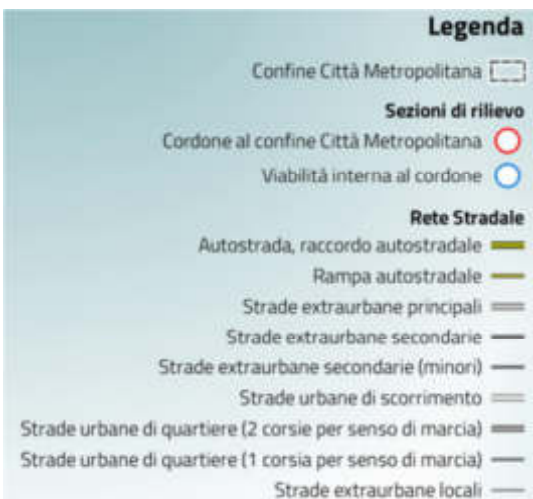 Legenda
Confine Città Metropolitana
Sezioni di rilievo
Cordone al confine Città Metropolitana
Viabilità interna al cordone
Rete Stradale
Autostrada, raccordo autostradale
Rampa autostradale
Strade extraurbane principali
Strade extraurbane secondarie
Strade extraurbane secondarie (minori)
Strade urbane di scorrimento
Strade urbane di quartiere (2 corsie per senso di marcia)
Strade urbane di quartiere (1 corsia per senso di marcia)
Strade extraurbane locali